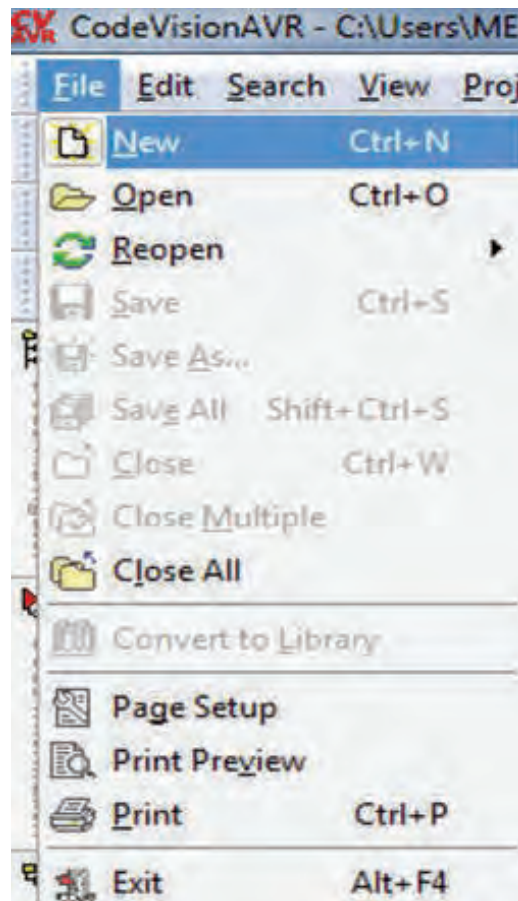 CodeVisionAVR - C:\Users\ME
File Edit Search View Proj
New Ctrl+N
Open Ctrl+O
Reopen
Save Ctrl+S
Save As...
Save All Shift+Ctrl+S
Close Ctrl+W
Close Multiple
Close All
Convert to Library
Page Setup
Print Preview
Print Ctrl+P
Exit Alt+F4